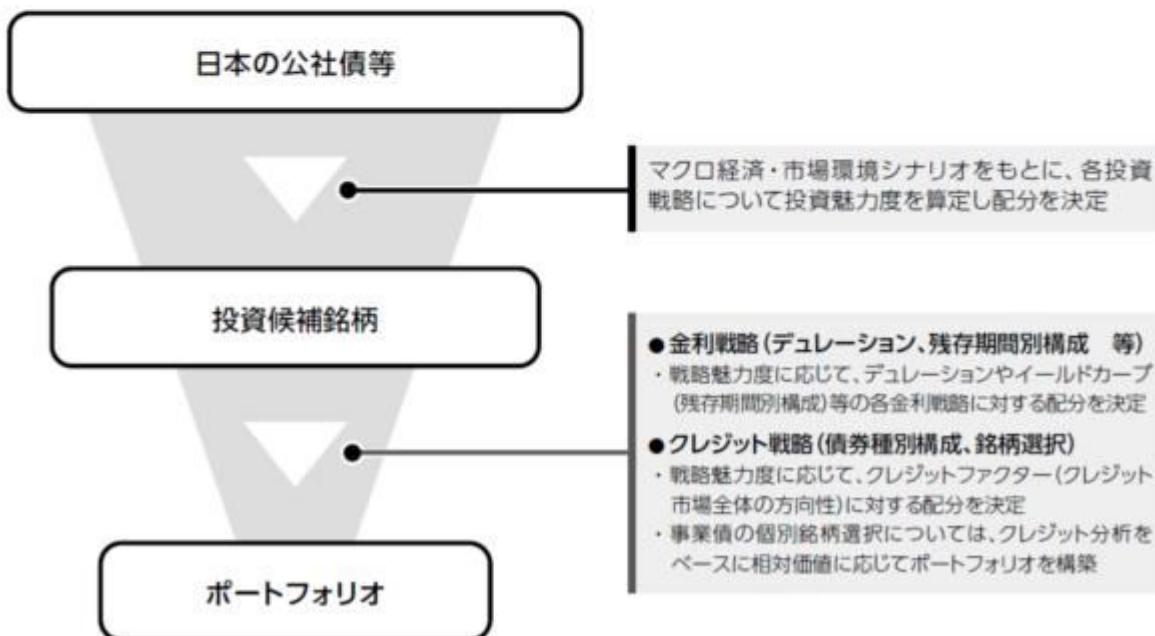 日本の公社債等
マクロ経済・市場環境シナリオをもとに、各投資
戦略について投資魅力度を算定し配分を決定
投資候補銘柄
●金利戦略(デュレーション、残存期間別構成　等)
・戦略魅力度に応じて、デュレーションやイールドカーブ
(残存期間別構成)等の各金利戦略に対する配分を決定
●クレジット戦略(債券種別構成、銘柄選択)
・戦略魅力度に応じて、クレジットファクター(クレジット
市場全体の方向性)に対する配分を決定
・事業債の個別銘柄選択については、クレジット分析を
ベースに相対価値に応じてポートフォリオを構築
ポートフォリオ